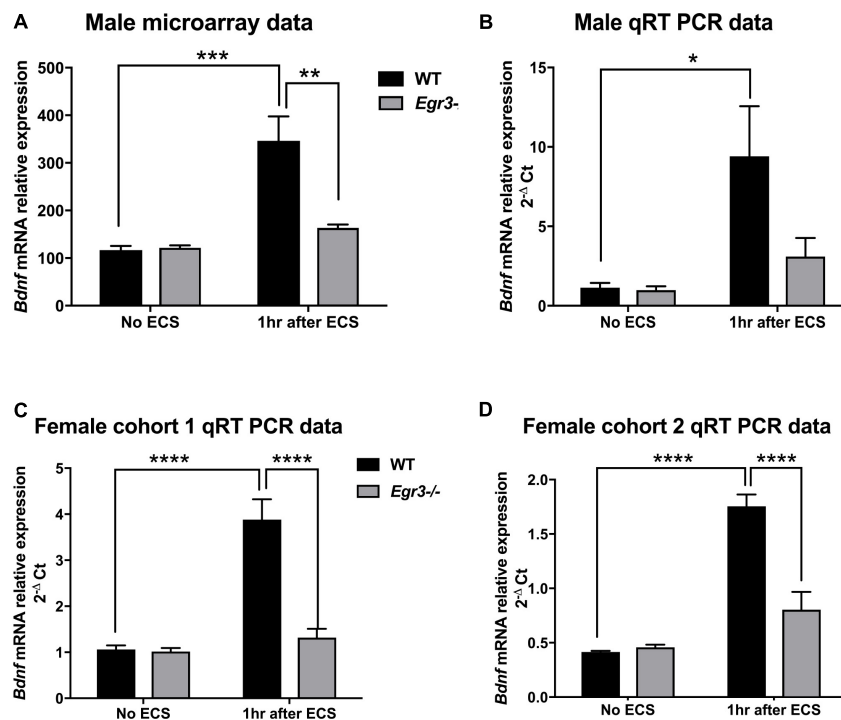 A
Male microarray data
Bdnf mRNA relative expression
500
400
300
200
100
0
***
**
No ECS
1hr after ECS
WT
Egr3-
B
Male qRT PCR data
Bdnf mRNA relative expression
2-Δ Ct
15
10
5
0
*
No ECS
1hr after ECS
C
Female cohort 1 qRT PCR data
Bdnf mRNA relative expression
2-Δ Ct
5
4
3
2
1
0
****
****
No ECS
1hr after ECS
WT
Egr3-/-
D
Female cohort 2 qRT PCR data
Bdnf mRNA relative expression
2-Δ Ct
2.0
1.5
1.0
0.5
0.0
****
****
No ECS
1hr after ECS